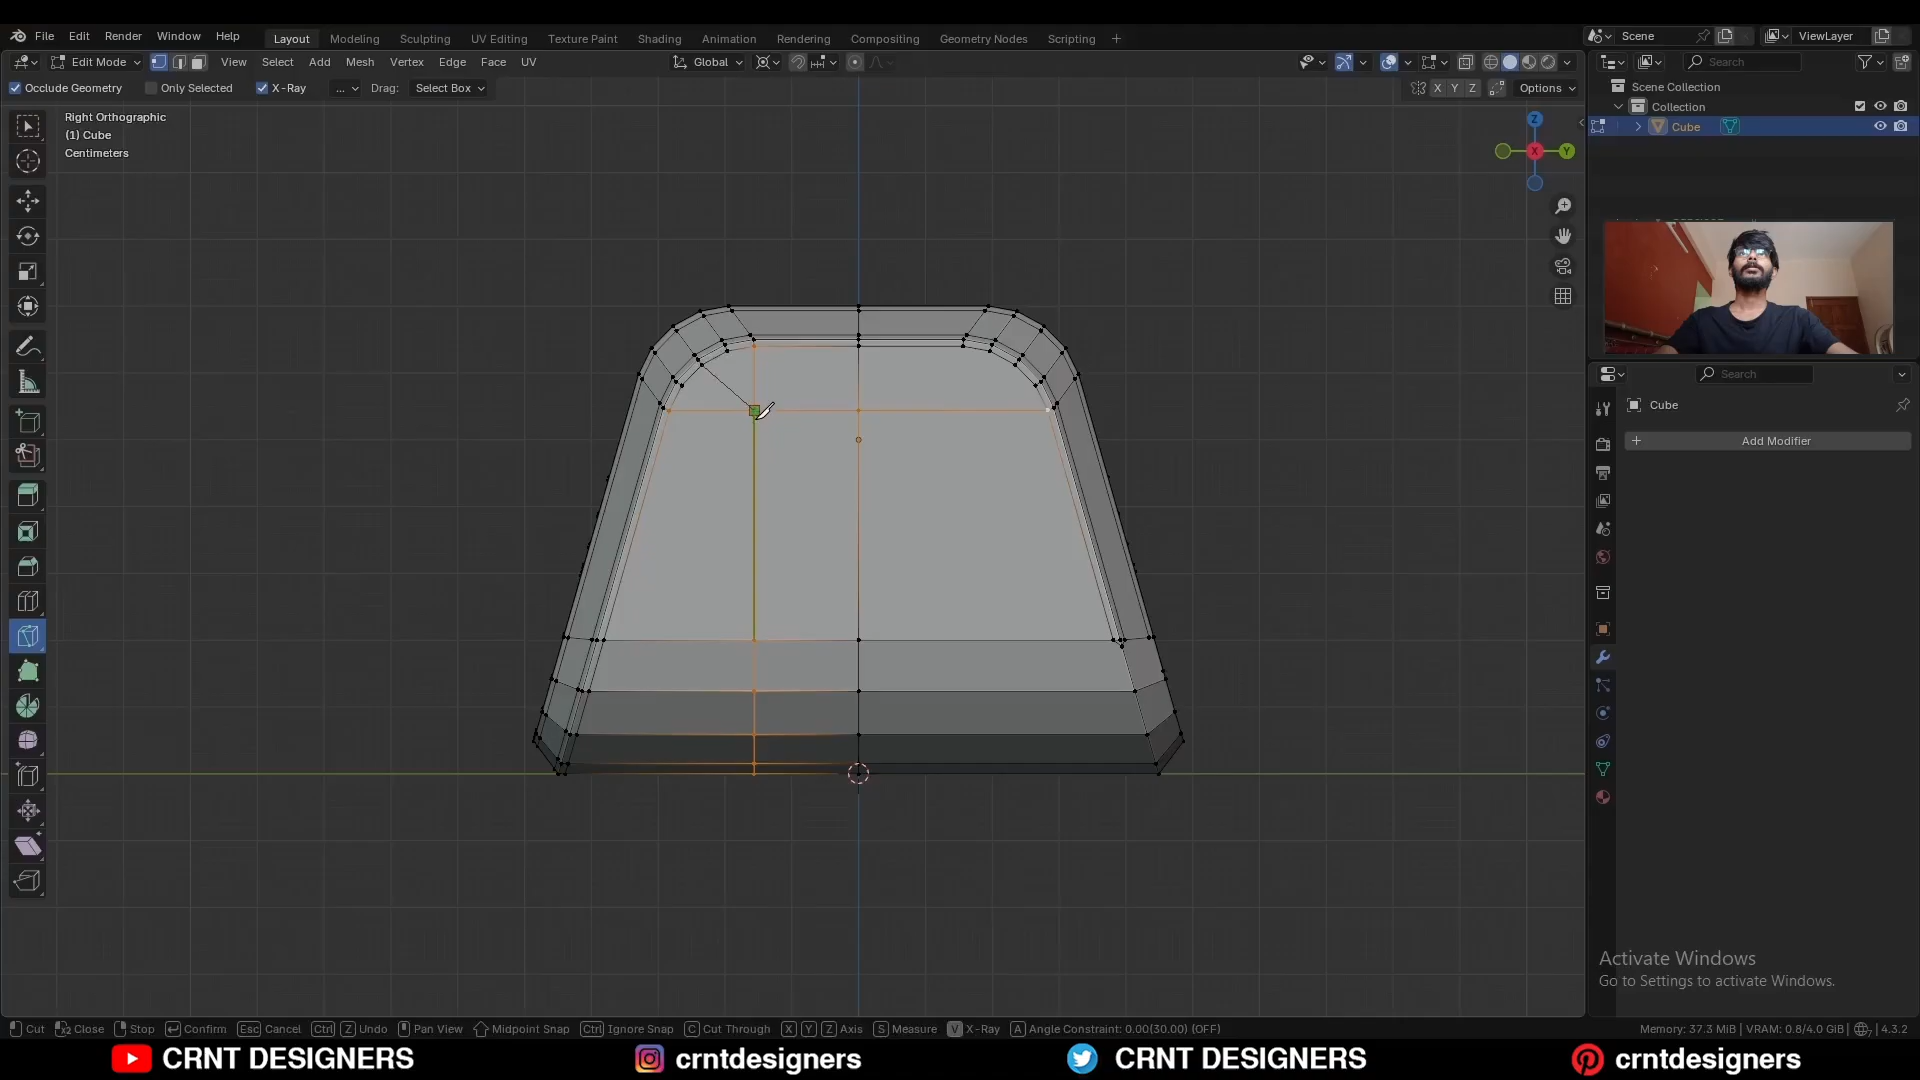 File Edit Render Window Help Layout Modeling Sculpting UV Editing Texture Paint Shading Animation Rendering Compositing Geometry Nodes Scripting + Scene ViewLayer
Edit Mode View Select Add Mesh Vertex Edge Face UV Global Search
Occlude Geometry Only Selected X-Ray ... Drag: Select Box X Y Z Options
Scene Collection
Collection
Cube
Right Orthographic
(1) Cube
Centimeters
Z
X
Y
Search
Cube
+ Add Modifier
Activate Windows
Go to Settings to activate Windows.
Cut Close Stop Confirm Esc Cancel Ctrl Z Undo Pan View Midpoint Snap Ctrl Ignore Snap C Cut Through X Y Z Axis S Measure V X-Ray A Angle Constraint: 0.00(30.00) (OFF) Memory: 37.3 MiB | VRAM: 0.8/4.0 GiB | 7 | 4.3.2
CRNT DESIGNERS crntdesigners CRNT DESIGNERS crntdesigners